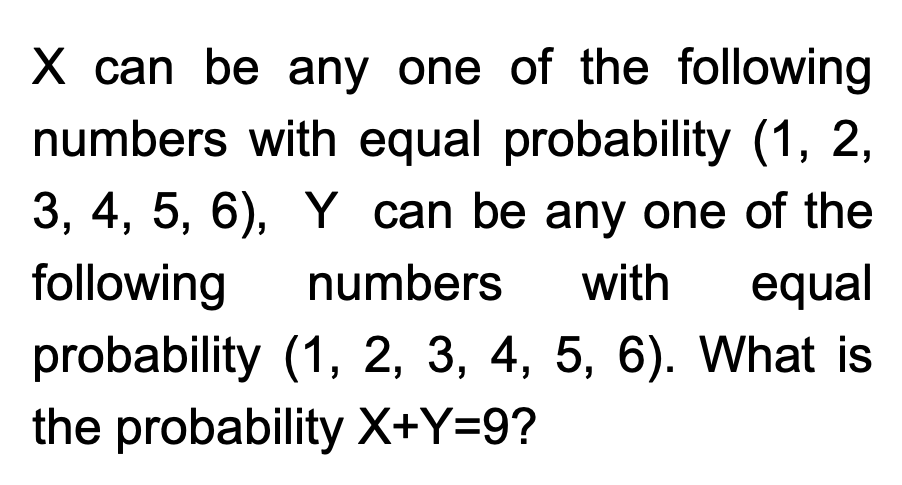 X can be any one of the following
numbers with equal probability (1, 2,
3, 4, 5, 6), Y can be any one of the
following numbers with equal
probability (1, 2, 3, 4, 5, 6). What is
the probability X+Y=9?